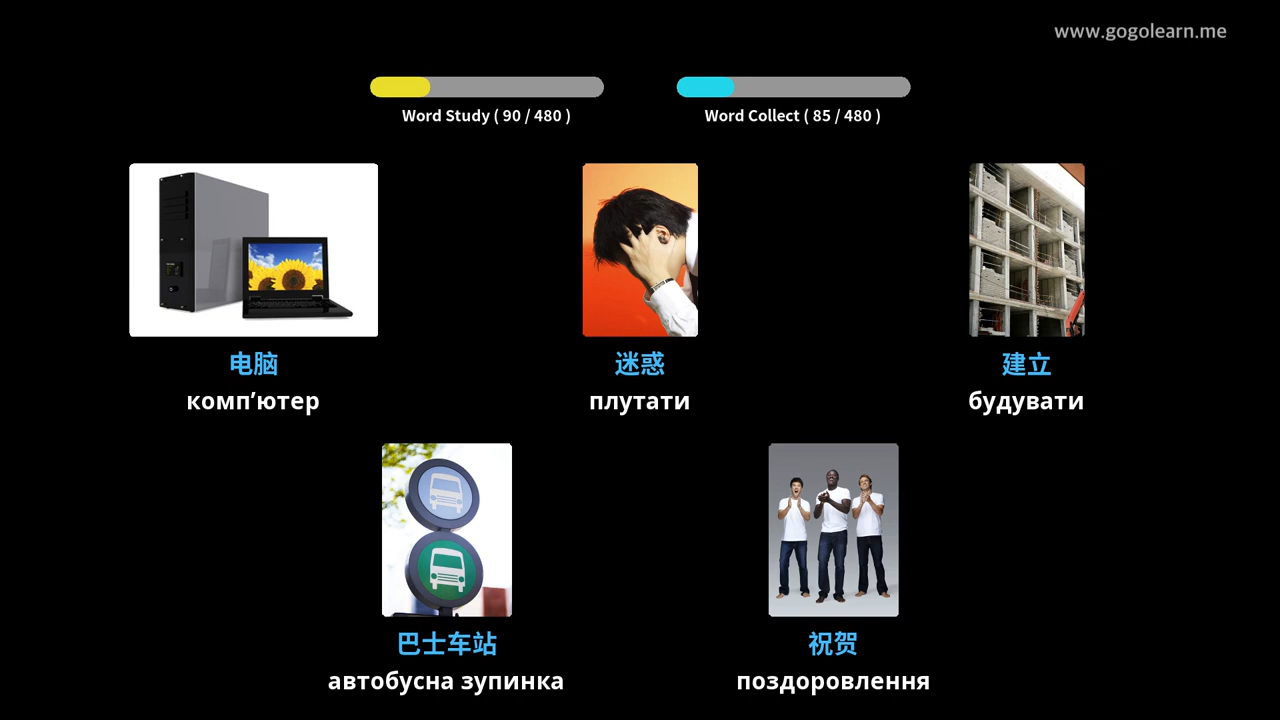 www.gogolearn.me
Word Study ( 90 / 480 )
Word Collect ( 85 / 480 )
电脑
комп’ютер
迷惑
плутати
建立
будувати
巴士车站
автобусна зупинка
祝贺
поздоровлення